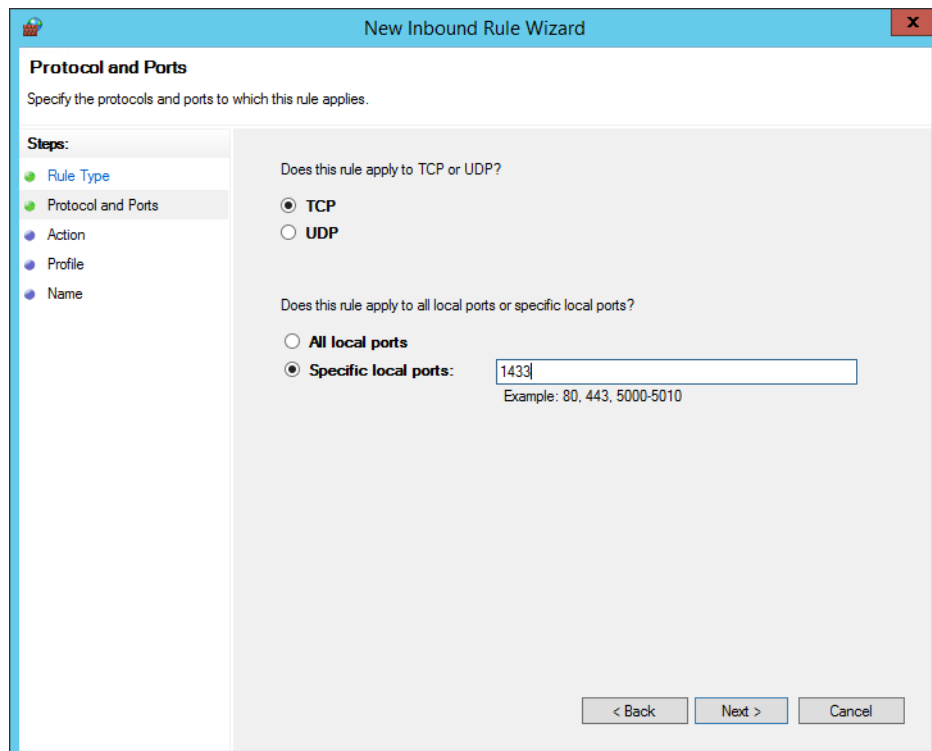 New Inbound Rule Wizard
x
Protocol and Ports
Specify the protocols and ports to which this rule applies.
Steps:
Rule Type
Protocol and Ports
Action
Profile
Name
Does this rule apply to TCP or UDP?
TCP
UDP
Does this rule apply to all local ports or specific local ports?
All local ports
Specific local ports: 1433
Example: 80, 443, 5000-5010
< Back Next > Cancel